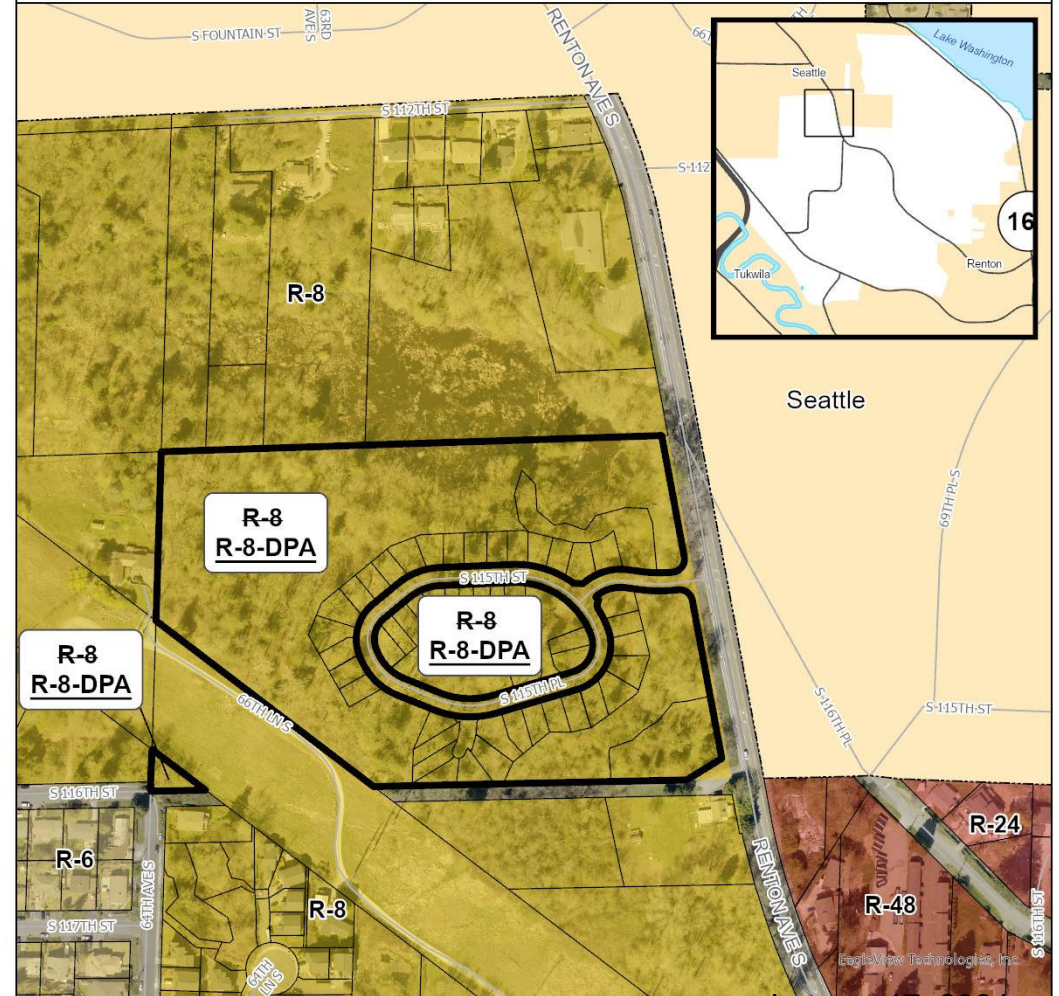 S FOUNTAIN ST
63RD
AVE S
RENTON AVE S
Lake Washington
Seattle
16
Renton
Tukwila
S 112TH ST
R-8
Seattle
69TH PL S
R-8
R-8-DPA
S 115TH ST
R-8
R-8-DPA
S 115TH PL
R-8
R-8-DPA
66TH LN S
S 116TH PL
S 115TH ST
S 116TH ST
R-6
64TH AVE S
S 117TH ST
R-8
64TH
LN S
RENTON AVE S
R-24
R-48
S 116TH ST
EagleView Technologies, Inc.